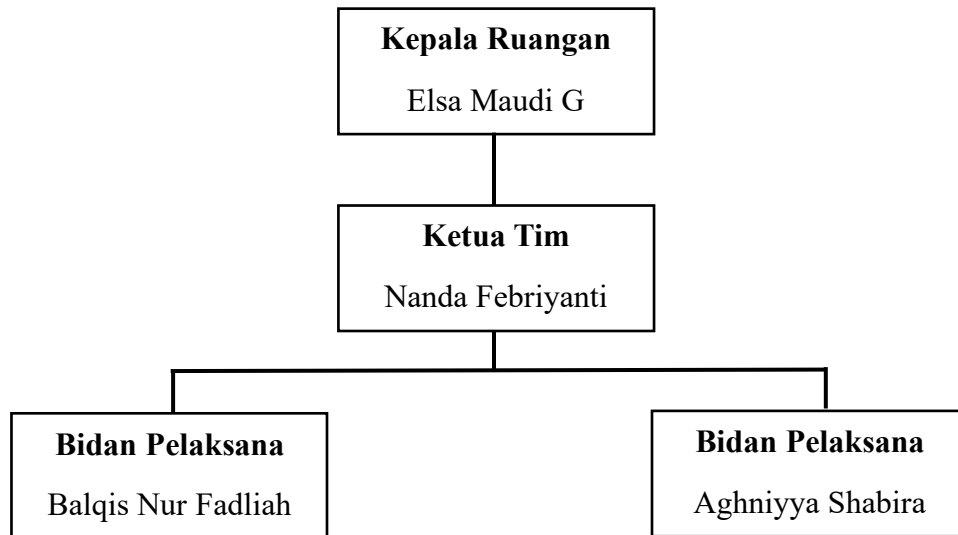 Kepala Ruangan
Elsa Maudi G
Ketua Tim
Nanda Febriyanti
Bidan Pelaksana
Balqis Nur Fadliah
Bidan Pelaksana
Aghniyya Shabira